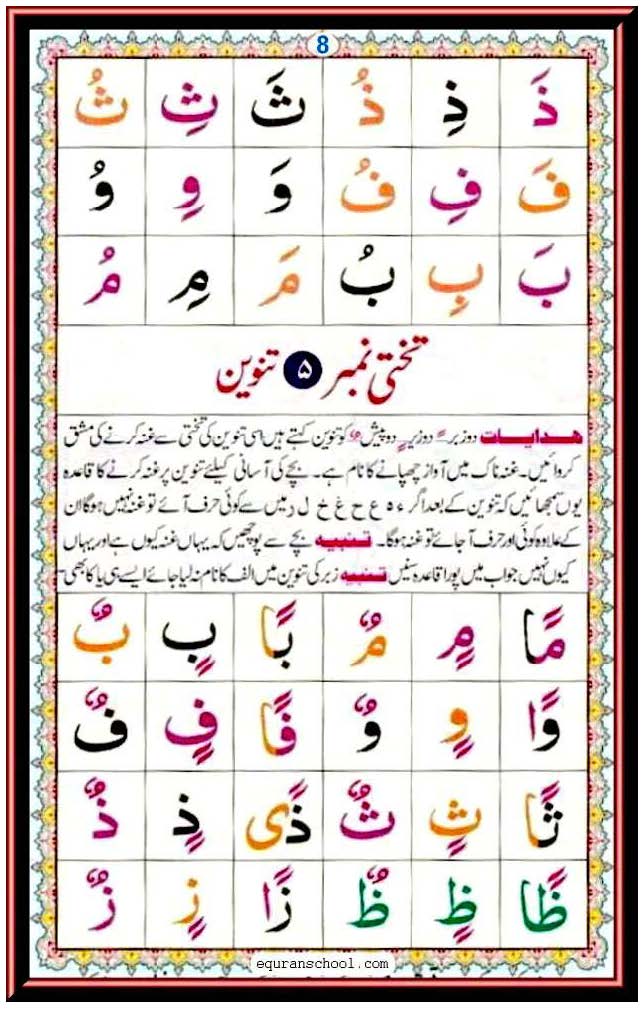 8
ذَ ذِ ذُ ثَ ثِ ثُ
فَ فِ فُ وَ وِ وُ
بَ بِ بُ مَ مِ مُ
تختی نمبر ۵ تنوین
ہدایات دو زبر ً دو زیر ٍ دو پیش ٌ کو تنوین کہتے ہیں اسی تنوین کی تختی سے غنہ کرنے کی مشق
کروائیں۔ غنہ ناک میں آواز چھپانے کا نام ہے۔ بچے کی آسانی کیلئے تنوین پر غنہ کرنے کا قاعدہ
یوں سمجھائیں کہ تنوین کے بعد اگر ء ہ ع ح غ خ ل ر میں سے کوئی حرف آئے تو غنہ نہیں ہوگا ان
کے علاوہ کوئی اور حرف آ جائے تو غنہ ہوگا۔ تنبیہ بچے سے پوچھیں کہ یہاں غنہ کیوں ہے اور یہاں
کیوں نہیں جواب میں پورا قاعدہ سنیں تنبیہ زبر کی تنوین میں الف کا نام نہ لیا جائے ایسے ہی یا کا بھی
مًا مٍ مٌ بًا بٍ بٌ
وًا وٍ وٌ فًا فٍ فٌ
ثًا ثٍ ثٌ ذًی ذٍ ذٌ
ظًا ظٍ ظٌ زًا زٍ زٌ
equranschool.com